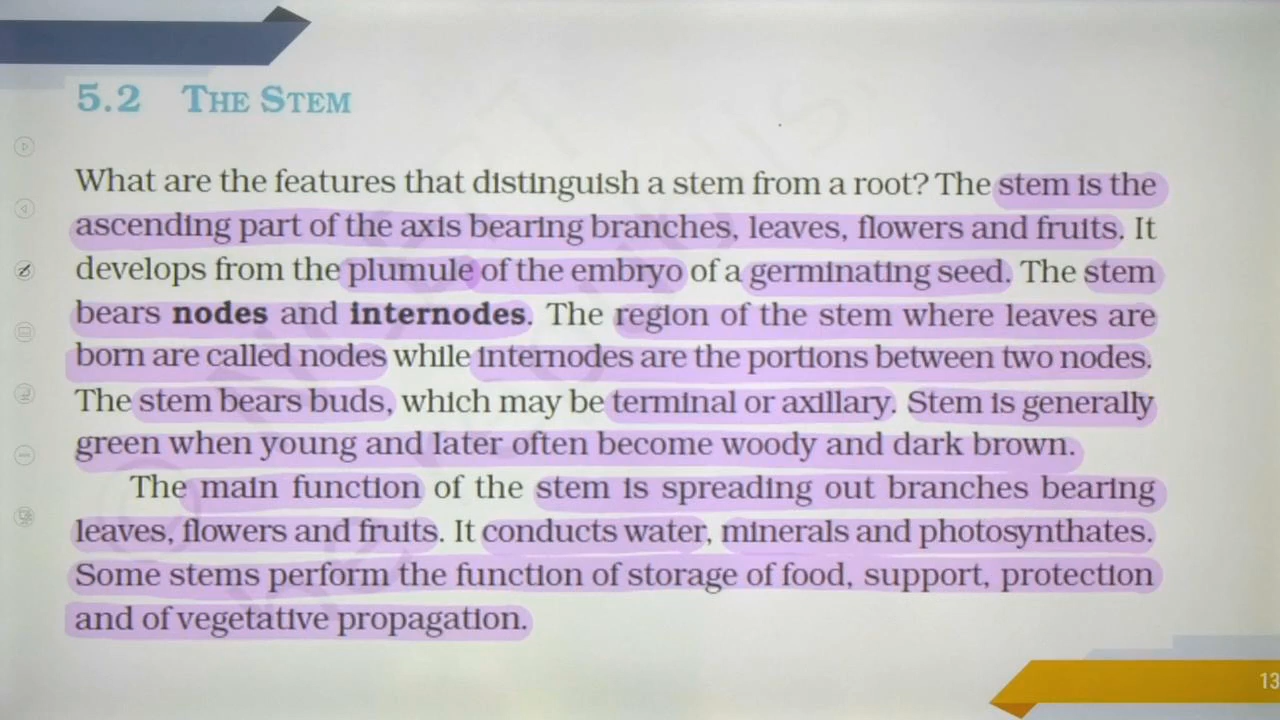 5.2 THE STEM
What are the features that distinguish a stem from a root? The stem is the
ascending part of the axis bearing branches, leaves, flowers and fruits. It
develops from the plumule of the embryo of a germinating seed. The stem
bears nodes and internodes. The region of the stem where leaves are
born are called nodes while internodes are the portions between two nodes.
The stem bears buds, which may be terminal or axillary. Stem is generally
green when young and later often become woody and dark brown.
The main function of the stem is spreading out branches bearing
leaves, flowers and fruits. It conducts water, minerals and photosynthates.
Some stems perform the function of storage of food, support, protection
and of vegetative propagation.
13